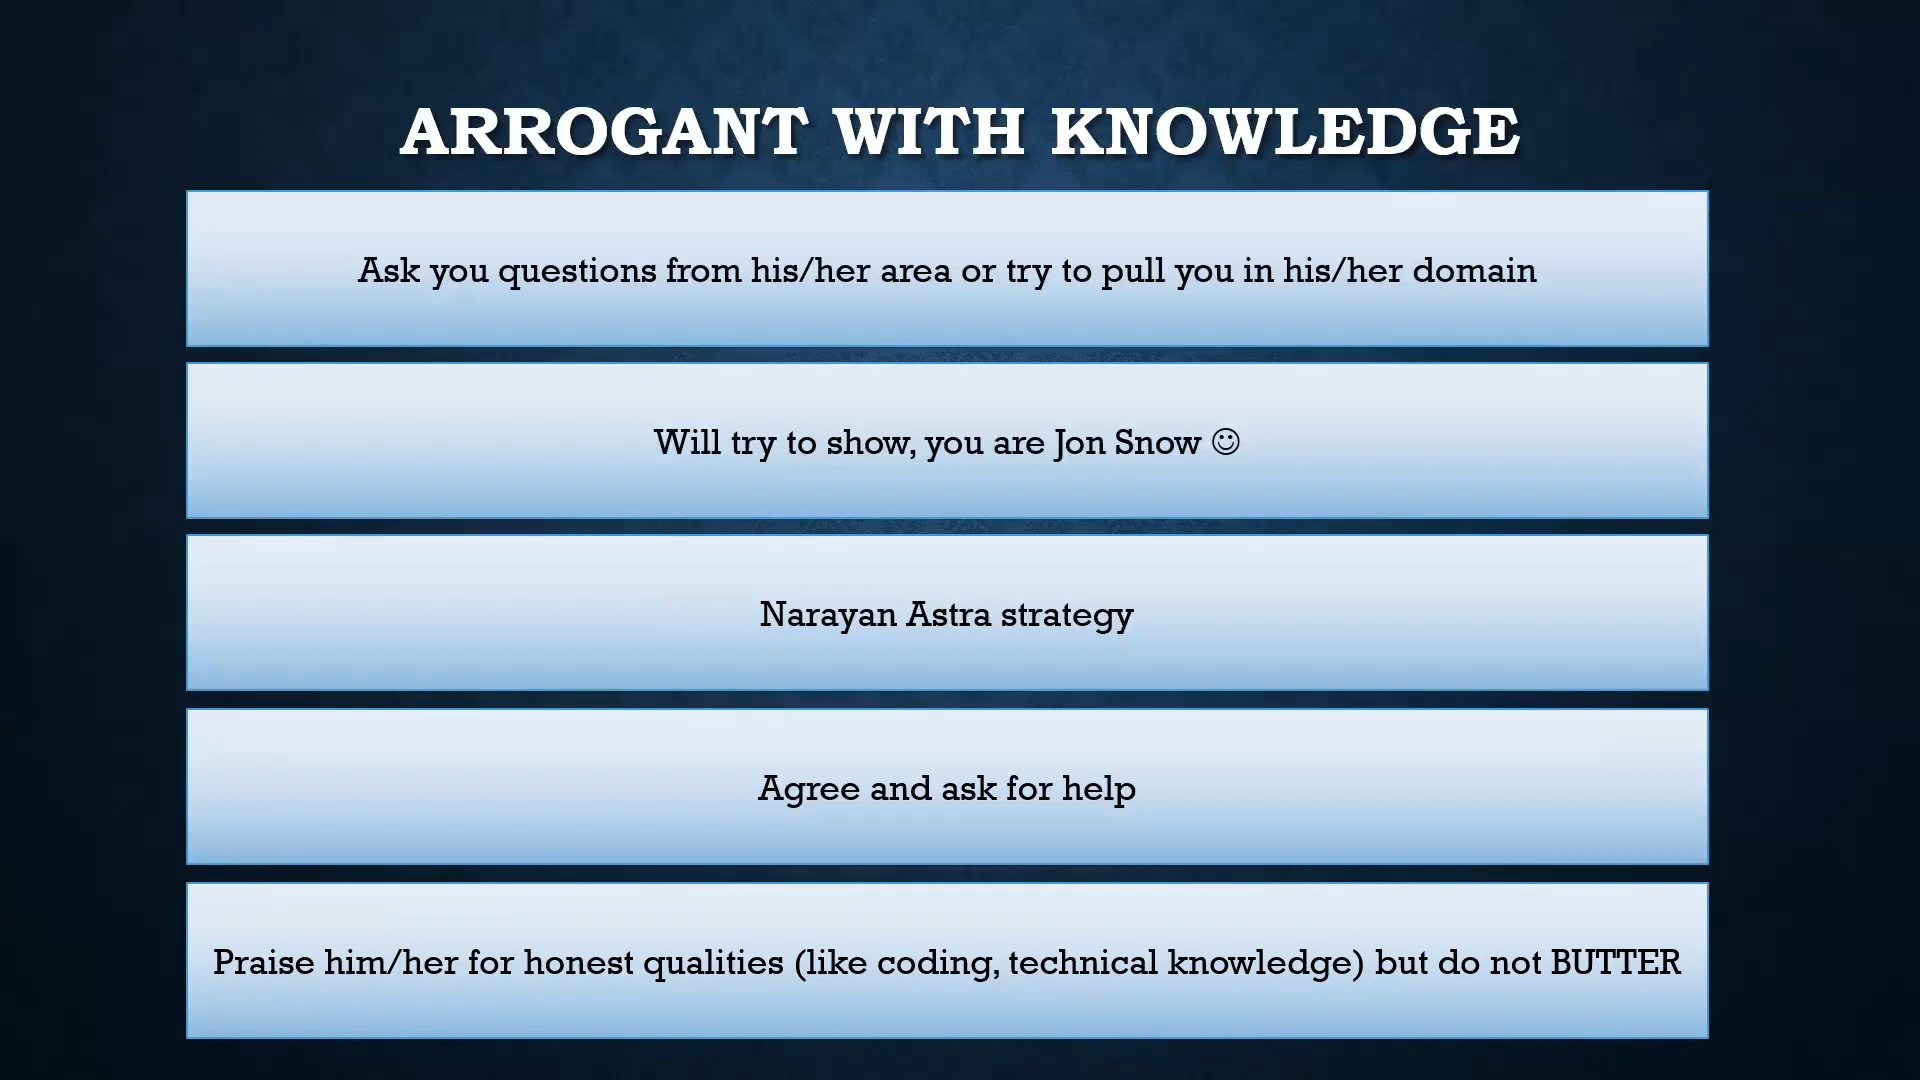 ARROGANT WITH KNOWLEDGE
Ask you questions from his/her area or try to pull you in his/her domain
Will try to show, you are Jon Snow ☺
Narayan Astra strategy
Agree and ask for help
Praise him/her for honest qualities (like coding, technical knowledge) but do not BUTTER